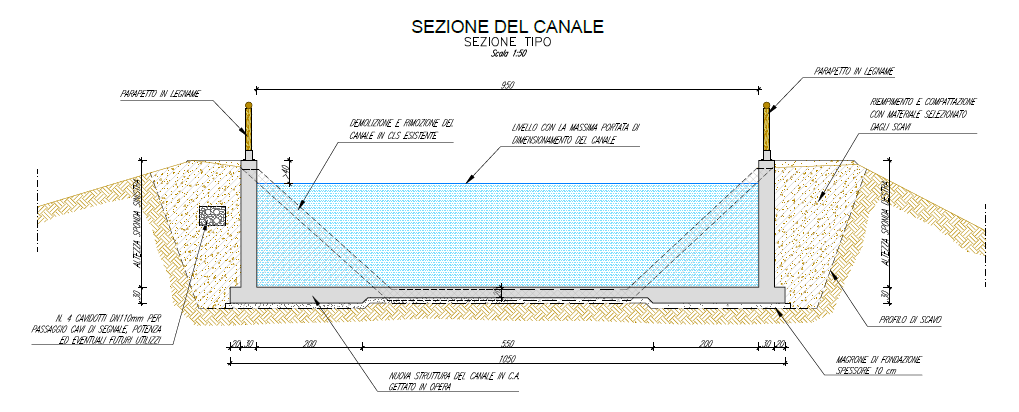 SEZIONE DEL CANALE
SEZIONE TIPO
Scala 1:50
950
PARAPETTO IN LEGNAME
PARAPETTO IN LEGNAME
DEMOLIZIONE E RIMOZIONE DEL
CANALE IN CLS ESISTENTE
LIVELLO CON LA MASSIMA PORTATA DI
DIMENSIONAMENTO DEL CANALE
RIEMPIMENTO E COMPATTAZIONE
CON MATERIALE SELEZIONATO
DAGLI SCAVI
>40
ALTEZZA SPONDA SINISTRA
ALTEZZA SPONDA DESTRA
30
30
N. 4 CAVIDOTTI DN110mm PER
PASSAGGIO CAVI DI SEGNALE, POTENZA
ED EVENTUALI FUTURI UTILIZZI
PROFILO DI SCAVO
20 30 200 550 200 30 20
1050
NUOVA STRUTTURA DEL CANALE IN C.A.
GETTATO IN OPERA
MAGRONE DI FONDAZIONE
SPESSORE 10 cm